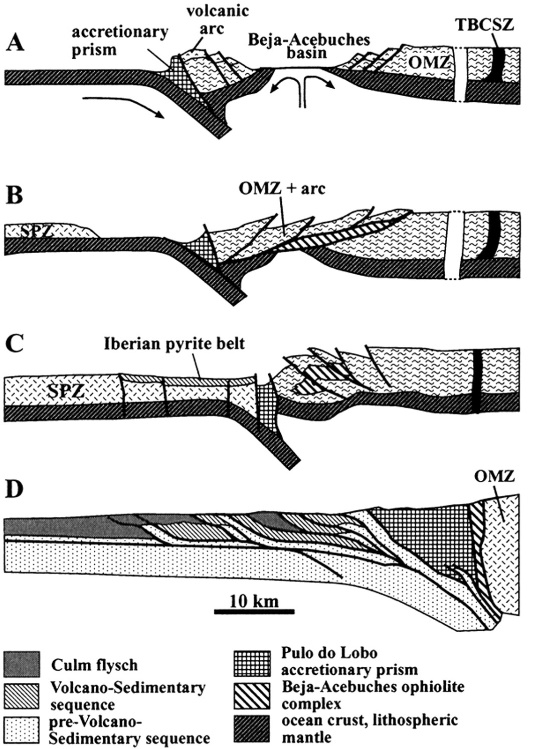 A
accretionary
prism
volcanic
arc
Beja-Acebuches
basin
OMZ
TBCSZ
B
SPZ
OMZ + arc
C
Iberian pyrite belt
SPZ
D
OMZ
10 km
Culm flysch
Volcano-Sedimentary
sequence
pre-Volcano-
Sedimentary sequence
Pulo do Lobo
accretionary prism
Beja-Acebuches ophiolite
complex
ocean crust, lithospheric
mantle